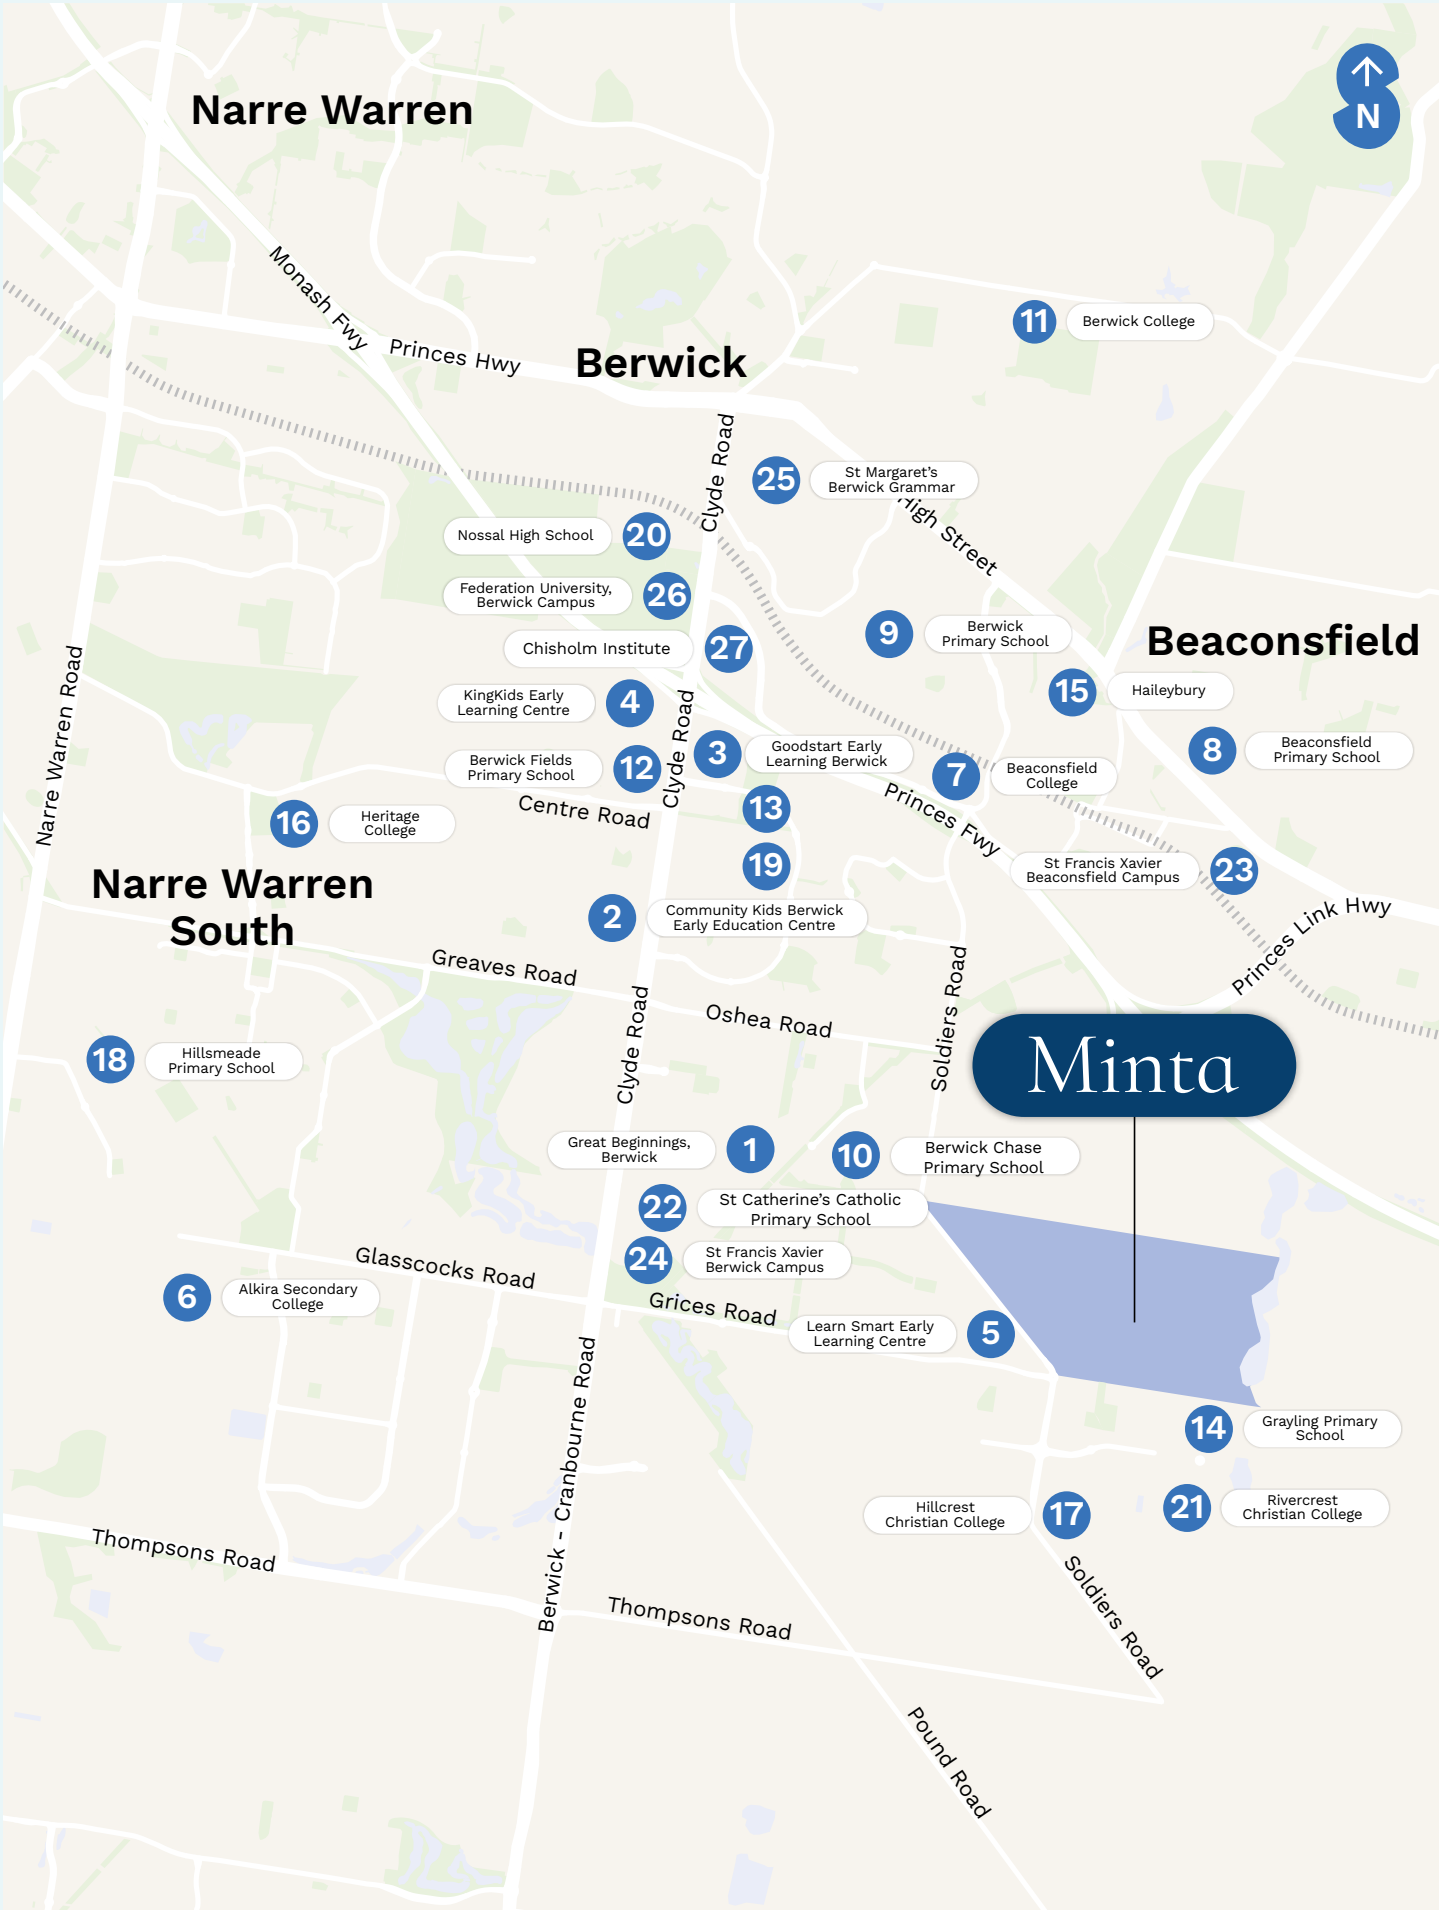 Narre Warren
N
Monash Fwy
Princes Hwy
Berwick
11
Berwick College
Clyde Road
25
St Margaret's
Berwick Grammar
High Street
Nossal High School
20
Federation University,
Berwick Campus
26
Chisholm Institute
27
9
Berwick
Primary School
Beaconsfield
15
Haileybury
KingKids Early
Learning Centre
4
Narre Warren Road
Clyde Road
3
Goodstart Early
Learning Berwick
8
Beaconsfield
Primary School
Berwick Fields
Primary School
12
7
Beaconsfield
College
Centre Road
13
Princes Fwy
16
Heritage
College
19
St Francis Xavier
Beaconsfield Campus
23
Narre Warren
South
2
Community Kids Berwick
Early Education Centre
Princes Link Hwy
Greaves Road
Clyde Road
Oshea Road
Soldiers Road
Minta
18
Hillsmeade
Primary School
Great Beginnings,
Berwick
1
10
Berwick Chase
Primary School
22
St Catherine's Catholic
Primary School
24
St Francis Xavier
Berwick Campus
Glasscocks Road
6
Alkira Secondary
College
Grices Road
Learn Smart Early
Learning Centre
5
Berwick - Cranbourne Road
14
Grayling Primary
School
Hillcrest
Christian College
17
21
Rivercrest
Christian College
Thompsons Road
Thompsons Road
Soldiers Road
Pound Road